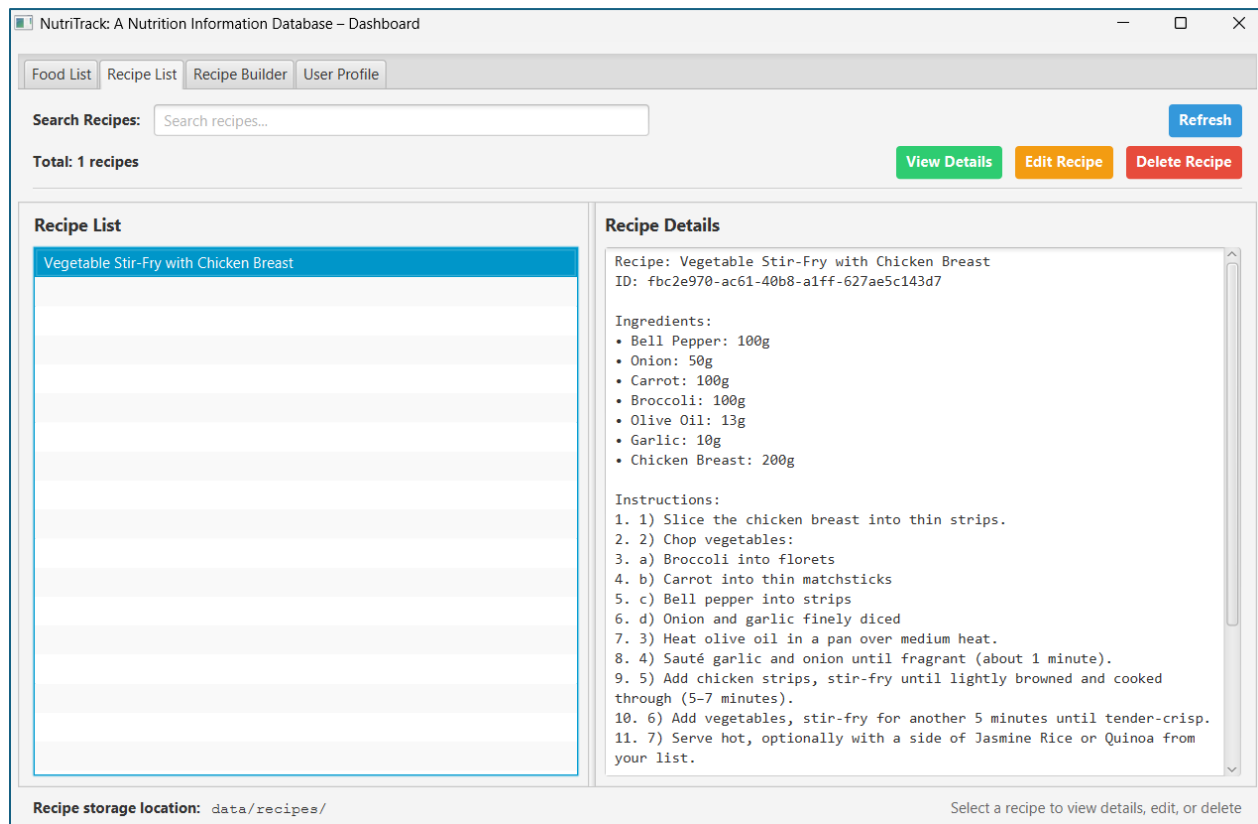 NutriTrack: A Nutrition Information Database – Dashboard
Food List Recipe List Recipe Builder User Profile
Search Recipes: Search recipes... Refresh
Total: 1 recipes View Details Edit Recipe Delete Recipe
Recipe List
Vegetable Stir-Fry with Chicken Breast
Recipe Details
Recipe: Vegetable Stir-Fry with Chicken Breast
ID: fbc2e970-ac61-40b8-a1ff-627ae5c143d7
Ingredients:
• Bell Pepper: 100g
• Onion: 50g
• Carrot: 100g
• Broccoli: 100g
• Olive Oil: 13g
• Garlic: 10g
• Chicken Breast: 200g
Instructions:
1. 1) Slice the chicken breast into thin strips.
2. 2) Chop vegetables:
3. a) Broccoli into florets
4. b) Carrot into thin matchsticks
5. c) Bell pepper into strips
6. d) Onion and garlic finely diced
7. 3) Heat olive oil in a pan over medium heat.
8. 4) Sauté garlic and onion until fragrant (about 1 minute).
9. 5) Add chicken strips, stir-fry until lightly browned and cooked
through (5–7 minutes).
10. 6) Add vegetables, stir-fry for another 5 minutes until tender-crisp.
11. 7) Serve hot, optionally with a side of Jasmine Rice or Quinoa from
your list.
Recipe storage location: data/recipes/ Select a recipe to view details, edit, or delete